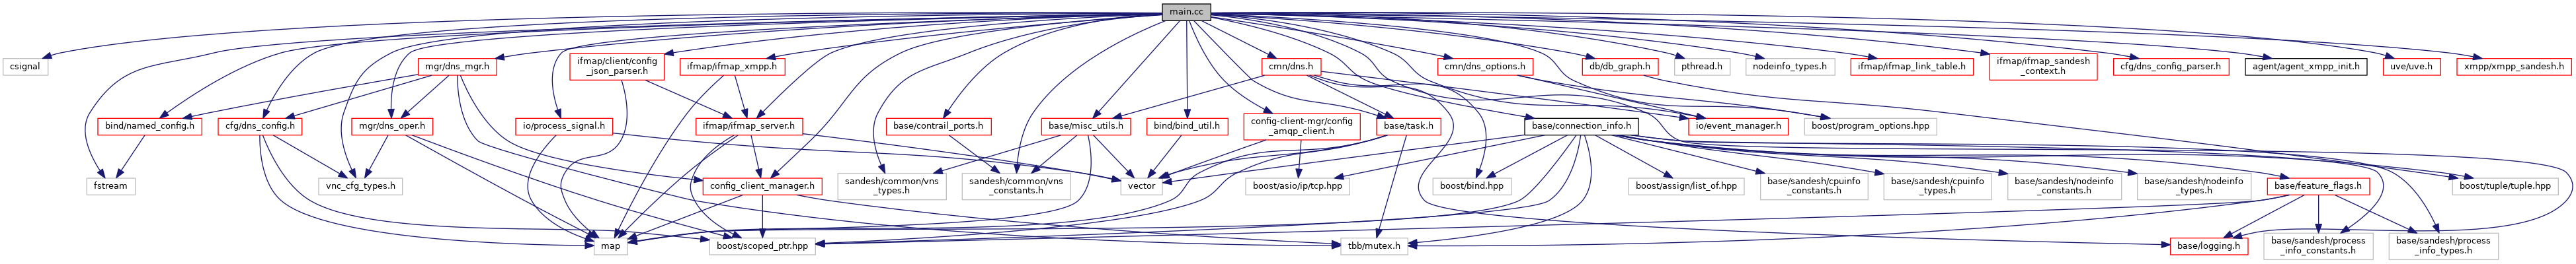 main.cc
csignal
mgr/dns_mgr.h
ifmap/client/config
_json_parser.h
ifmap/ifmap_xmpp.h
cmn/dns.h
cmn/dns_options.h
db/db_graph.h
pthread.h
nodeinfo_types.h
ifmap/ifmap_link_table.h
ifmap/ifmap_sandesh
_context.h
cfg/dns_config_parser.h
agent/agent_xmpp_init.h
uve/uve.h
xmpp/xmpp_sandesh.h
bind/named_config.h
cfg/dns_config.h
mgr/dns_oper.h
io/process_signal.h
ifmap/ifmap_server.h
base/contrail_ports.h
base/misc_utils.h
bind/bind_util.h
config-client-mgr/config
_amqp_client.h
base/task.h
base/connection_info.h
io/event_manager.h
boost/program_options.hpp
fstream
vnc_cfg_types.h
config_client_manager.h
sandesh/common/vns
_types.h
sandesh/common/vns
_constants.h
vector
boost/asio/ip/tcp.hpp
boost/bind.hpp
boost/assign/list_of.hpp
base/sandesh/cpuinfo
_constants.h
base/sandesh/cpuinfo
_types.h
base/sandesh/nodeinfo
_constants.h
base/sandesh/nodeinfo
_types.h
base/feature_flags.h
boost/tuple/tuple.hpp
map
boost/scoped_ptr.hpp
tbb/mutex.h
base/logging.h
base/sandesh/process
_info_constants.h
base/sandesh/process
_info_types.h